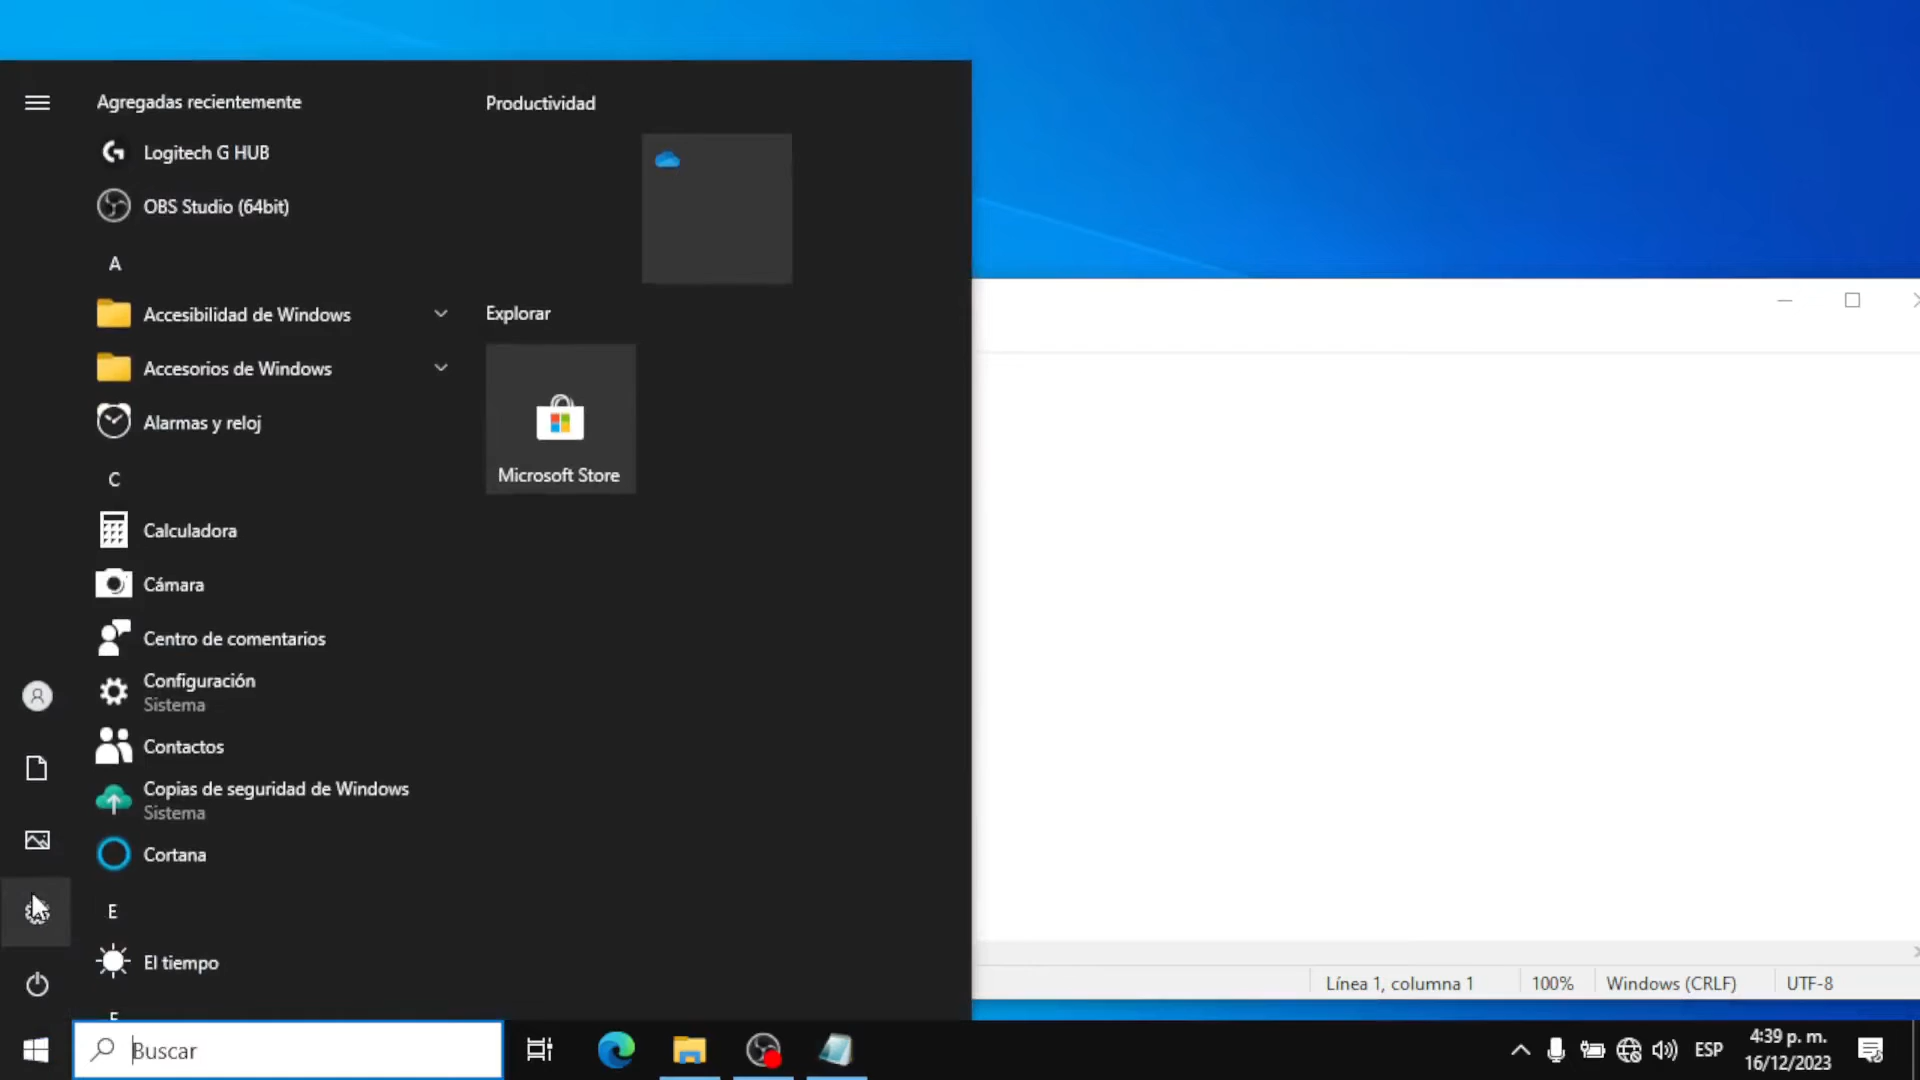 Agregadas recientemente
Logitech G HUB
OBS Studio (64bit)
A
Accesibilidad de Windows
Accesorios de Windows
Alarmas y reloj
C
Calculadora
Cámara
Centro de comentarios
Configuración
Sistema
Contactos
Copias de seguridad de Windows
Sistema
Cortana
E
El tiempo
Productividad
Explorar
Microsoft Store
Línea 1, columna 1
100%
Windows (CRLF)
UTF-8
Buscar
ESP
4:39 p. m.
16/12/2023